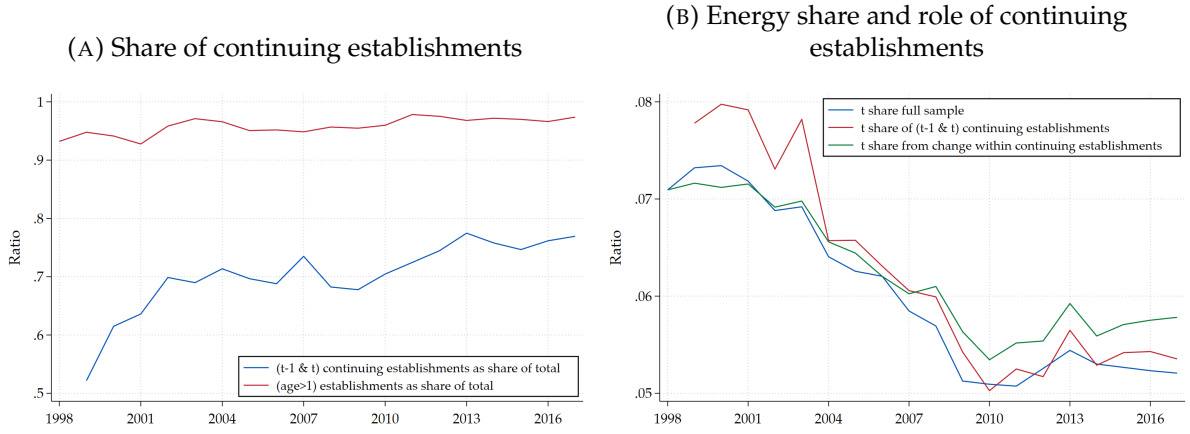 (A) Share of continuing establishments
Ratio
1
.9
.8
.7
.6
.5
1998 2001 2004 2007 2010 2013 2016
(t-1 & t) continuing establishments as share of total
(age>1) establishments as share of total
(B) Energy share and role of continuing
establishments
Ratio
.08
.07
.06
.05
1998 2001 2004 2007 2010 2013 2016
t share full sample
t share of (t-1 & t) continuing establishments
t share from change within continuing establishments